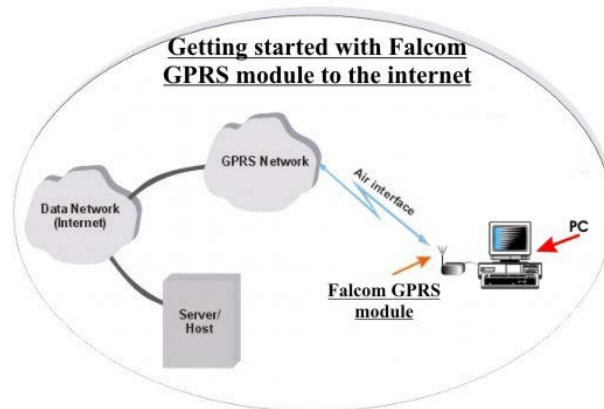 Getting started with Falcom
GPRS module to the internet
GPRS Network
Air interface
Data Network
(Internet)
PC
Falcom GPRS
module
Server/
Host